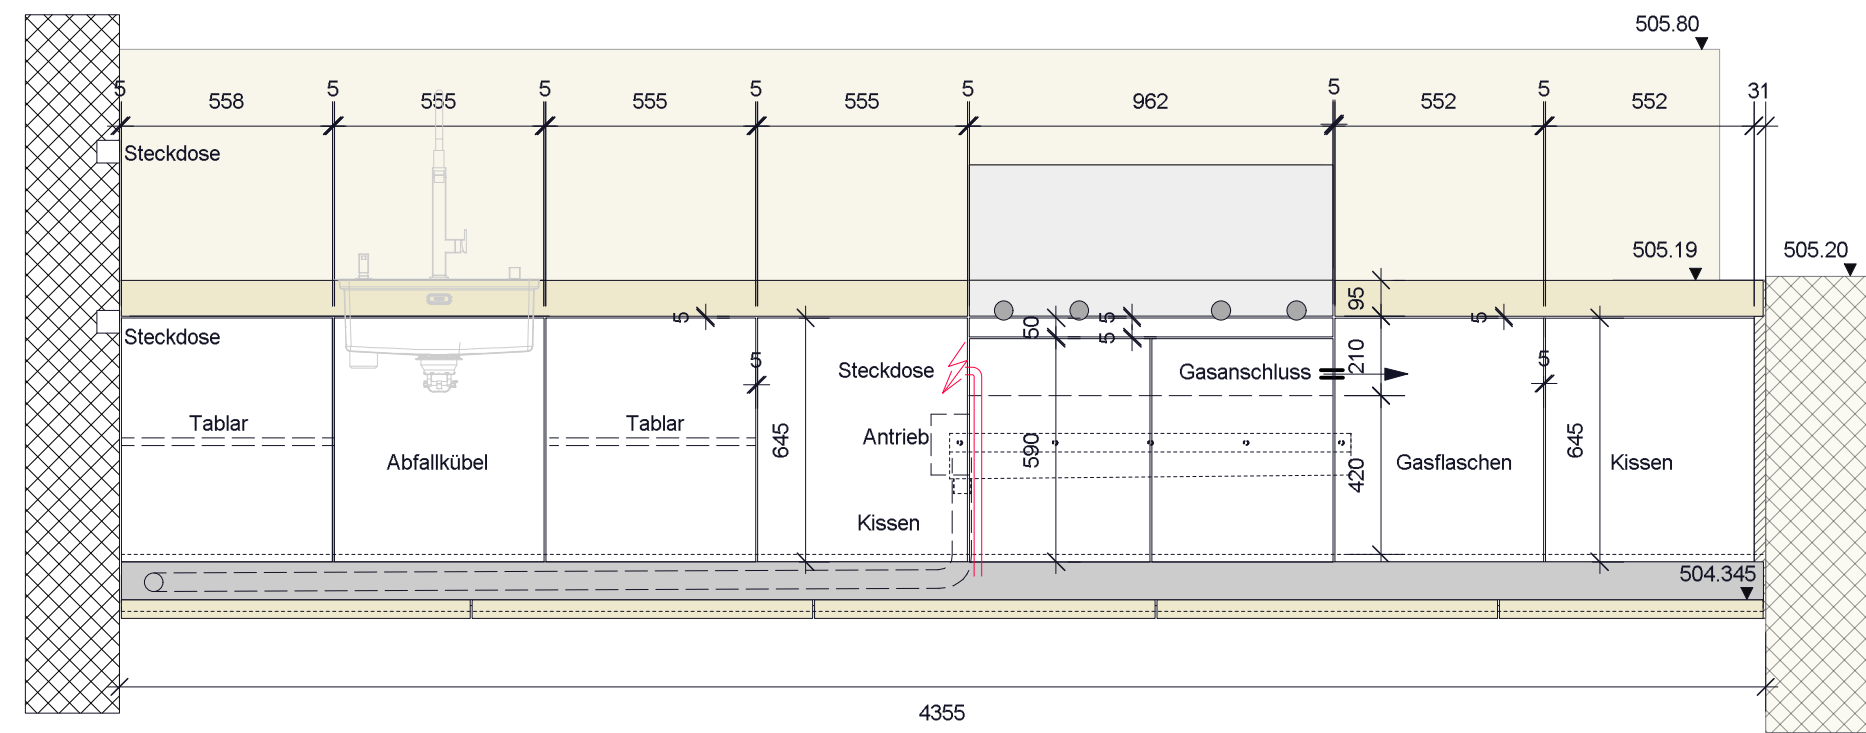 505.80
5 5 5 5 5 5 5 31
558 555 555 555 962 552 552
Steckdose
505.19 505.20
95
5 50 5 5
Steckdose
5 210 5
Steckdose Gasanschluss
Tablar Tablar 645 Antrieb 590 645
Abfallkübel 420 Gasflaschen Kissen
Kissen
504.345
4355